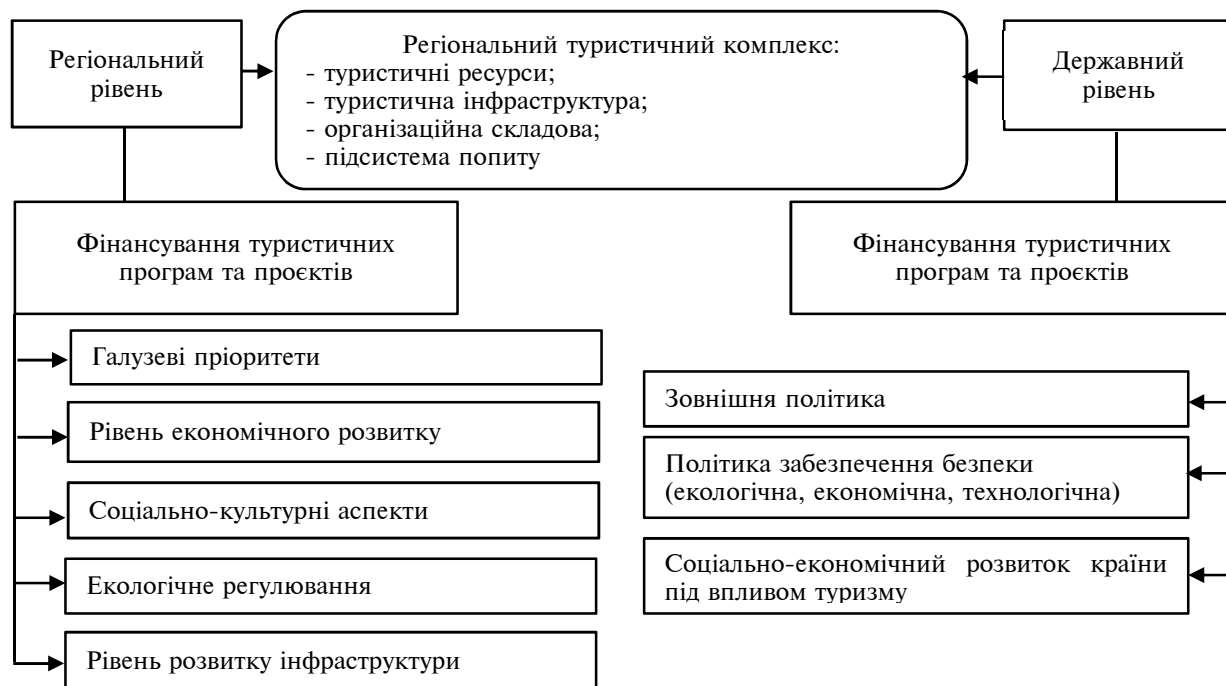 Регіональний
рівень
Регіональний туристичний комплекс:
- туристичні ресурси;
- туристична інфраструктура;
- організаційна складова;
- підсистема попиту
Державний
рівень
Фінансування туристичних
програм та проєктів
Фінансування туристичних
програм та проєктів
Галузеві пріоритети
Рівень економічного розвитку
Соціально-культурні аспекти
Екологічне регулювання
Рівень розвитку інфраструктури
Зовнішня політика
Політика забезпечення безпеки
(екологічна, економічна, технологічна)
Соціально-економічний розвиток країни
під впливом туризму